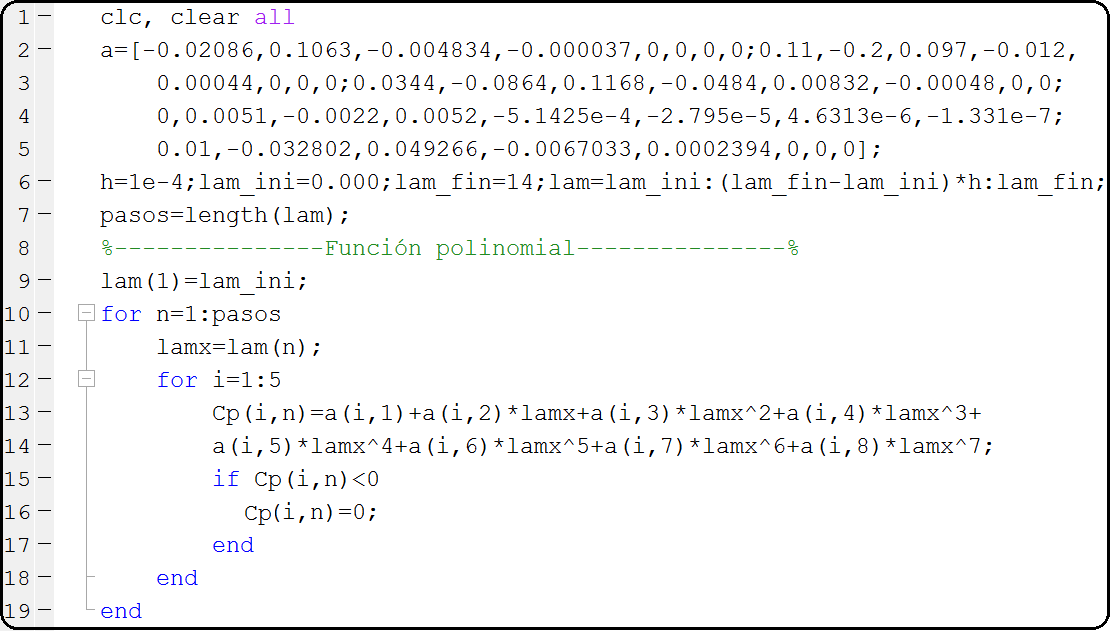 1 clc, clear all
2 a=[-0.02086,0.1063,-0.004834,-0.000037,0,0,0,0;0.11,-0.2,0.097,-0.012,
3 0.00044,0,0,0;0.0344,-0.0864,0.1168,-0.0484,0.00832,-0.00048,0,0;
4 0,0.0051,-0.0022,0.0052,-5.1425e-4,-2.795e-5,4.6313e-6,-1.331e-7;
5 0.01,-0.032802,0.049266,-0.0067033,0.0002394,0,0,0];
6 h=1e-4;lam_ini=0.000;lam_fin=14;lam=lam_ini:(lam_fin-lam_ini)*h:lam_fin;
7 pasos=length(lam);
8 %---------------Función polinomial---------------%
9 lam(1)=lam_ini;
10 for n=1:pasos
11 lamx=lam(n);
12 for i=1:5
13 Cp(i,n)=a(i,1)+a(i,2)*lamx+a(i,3)*lamx^2+a(i,4)*lamx^3+
14 a(i,5)*lamx^4+a(i,6)*lamx^5+a(i,7)*lamx^6+a(i,8)*lamx^7;
15 if Cp(i,n)<0
16 Cp(i,n)=0;
17 end
18 end
19 end